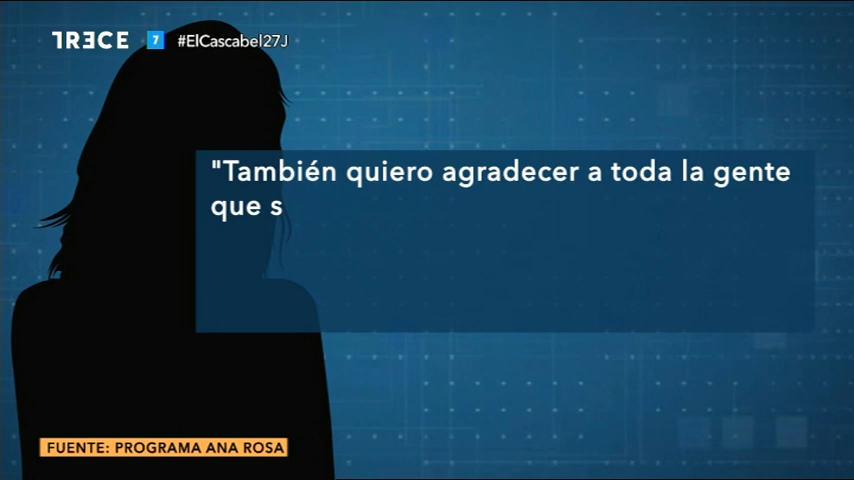 TRECE 7 #ElCascabel27J
"También quiero agradecer a toda la gente
que s
FUENTE: PROGRAMA ANA ROSA